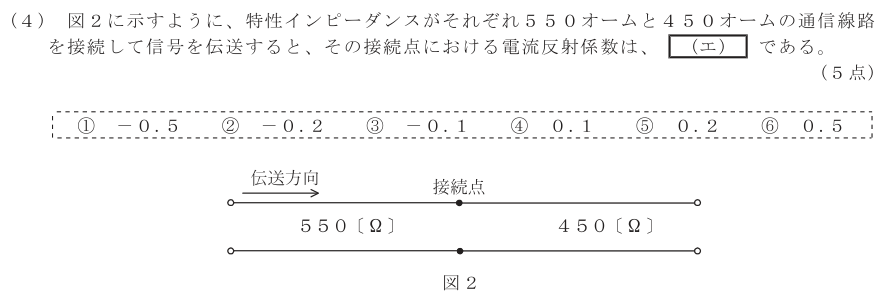 （４）　図２に示すように、特性インピーダンスがそれぞれ５５０オームと４５０オームの通信線路
を接続して信号を伝送すると、その接続点における電流反射係数は、 （エ） である。
（５点）
① －０.５　② －０.２　③ －０.１　④ ０.１　⑤ ０.２　⑥ ０.５
伝送方向　接続点
５５０〔Ω〕　４５０〔Ω〕
図２